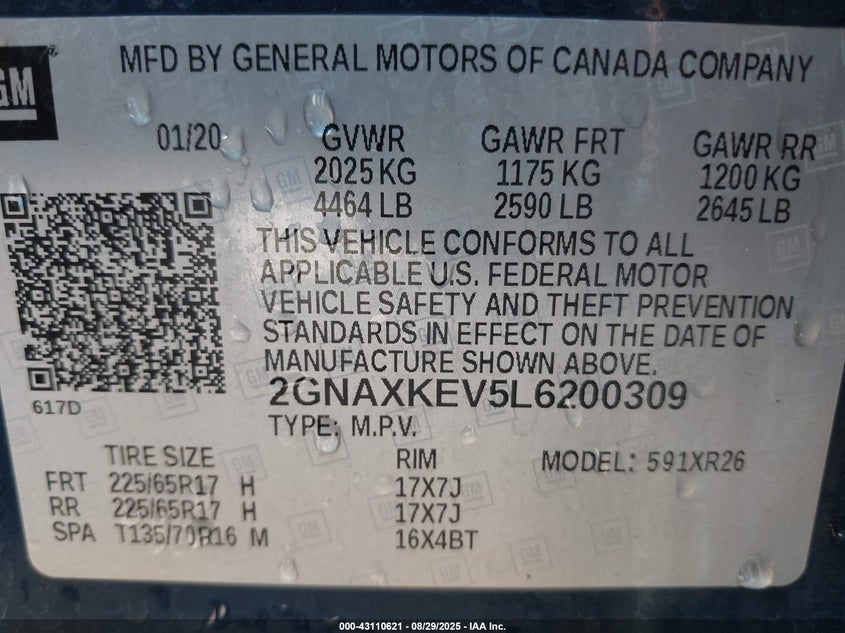 MFD BY GENERAL MOTORS OF CANADA COMPANY
GM
01/20 GVWR GAWR FRT GAWR RR
2025 KG 1175 KG 1200 KG
4464 LB 2590 LB 2645 LB
THIS VEHICLE CONFORMS TO ALL
APPLICABLE U.S. FEDERAL MOTOR
VEHICLE SAFETY AND THEFT PREVENTION
STANDARDS IN EFFECT ON THE DATE OF
MANUFACTURE SHOWN ABOVE.
2GNAXKEV5L6200309
617D
TYPE: M.P.V.
TIRE SIZE RIM MODEL: 591XR26
FRT 225/65R17 H 17X7J
RR 225/65R17 H 17X7J
SPA T135/70R16 M 16X4BT
000-43110621 - 08/29/2025 - IAA Inc.